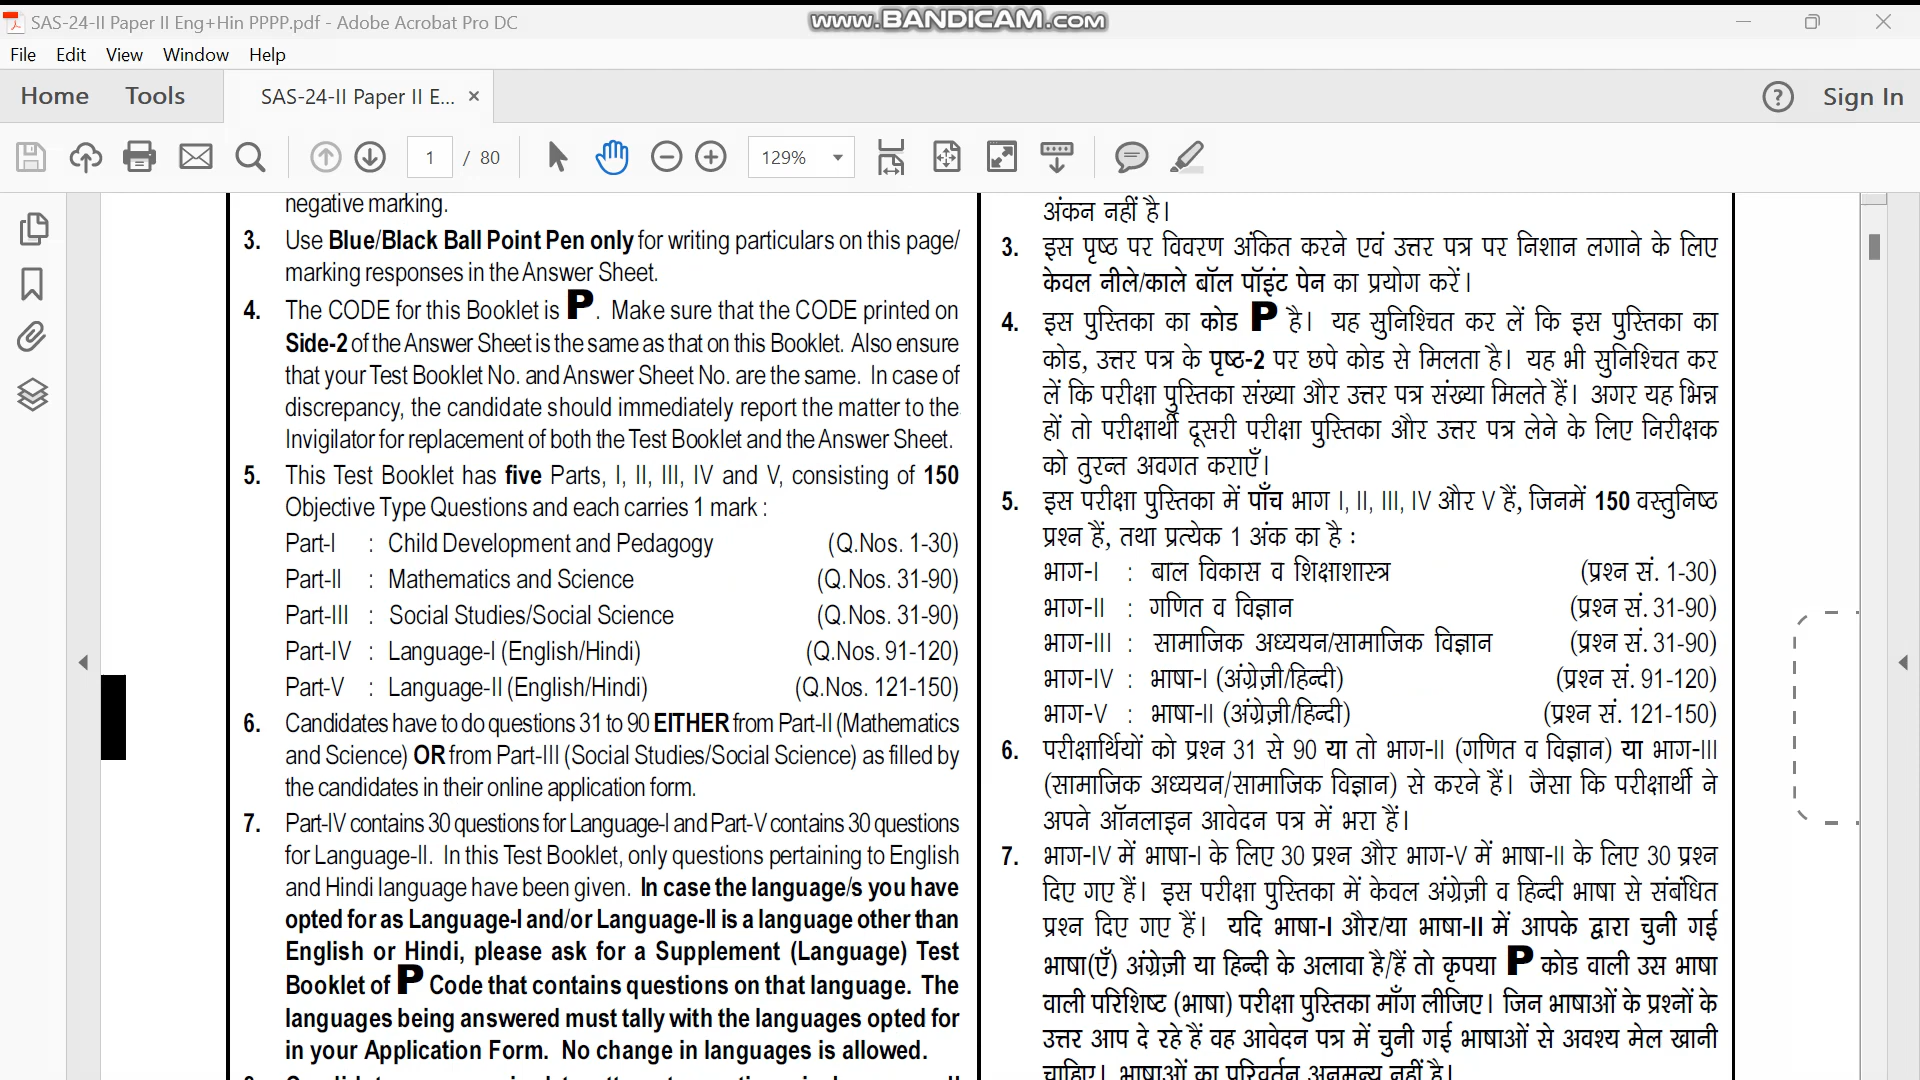 SAS-24-II Paper II Eng+Hin PPPP.pdf - Adobe Acrobat Pro DC
www.BANDICAM.com
File Edit View Window Help
Home Tools SAS-24-II Paper II E... × ? Sign In
1 / 80 129%
negative marking.
3. Use Blue/Black Ball Point Pen only for writing particulars on this page/
marking responses in the Answer Sheet.
4. The CODE for this Booklet is P. Make sure that the CODE printed on
Side-2 of the Answer Sheet is the same as that on this Booklet. Also ensure
that your Test Booklet No. and Answer Sheet No. are the same. In case of
discrepancy, the candidate should immediately report the matter to the
Invigilator for replacement of both the Test Booklet and the Answer Sheet.
5. This Test Booklet has five Parts, I, II, III, IV and V, consisting of 150
Objective Type Questions and each carries 1 mark :
Part-I : Child Development and Pedagogy (Q.Nos. 1-30)
Part-II : Mathematics and Science (Q.Nos. 31-90)
Part-III : Social Studies/Social Science (Q.Nos. 31-90)
Part-IV : Language-I (English/Hindi) (Q.Nos. 91-120)
Part-V : Language-II (English/Hindi) (Q.Nos. 121-150)
6. Candidates have to do questions 31 to 90 EITHER from Part-II (Mathematics
and Science) OR from Part-III (Social Studies/Social Science) as filled by
the candidates in their online application form.
7. Part-IV contains 30 questions for Language-I and Part-V contains 30 questions
for Language-II. In this Test Booklet, only questions pertaining to English
and Hindi language have been given. In case the language/s you have
opted for as Language-I and/or Language-II is a language other than
English or Hindi, please ask for a Supplement (Language) Test
Booklet of P Code that contains questions on that language. The
languages being answered must tally with the languages opted for
in your Application Form. No change in languages is allowed.
अंकन नहीं है।
3. इस पृष्ठ पर विवरण अंकित करने एवं उत्तर पत्र पर निशान लगाने के लिए
केवल नीले/काले बॉल पॉइंट पेन का प्रयोग करें।
4. इस पुस्तिका का कोड P है। यह सुनिश्चित कर लें कि इस पुस्तिका का
कोड, उत्तर पत्र के पृष्ठ-2 पर छपे कोड से मिलता है। यह भी सुनिश्चित कर
लें कि परीक्षा पुस्तिका संख्या और उत्तर पत्र संख्या मिलते हैं। अगर यह भिन्न
हों तो परीक्षार्थी दूसरी परीक्षा पुस्तिका और उत्तर पत्र लेने के लिए निरीक्षक
को तुरन्त अवगत कराएँ।
5. इस परीक्षा पुस्तिका में पाँच भाग I, II, III, IV और V हैं, जिनमें 150 वस्तुनिष्ठ
प्रश्न हैं, तथा प्रत्येक 1 अंक का है :
भाग-I : बाल विकास व शिक्षाशास्त्र (प्रश्न सं. 1-30)
भाग-II : गणित व विज्ञान (प्रश्न सं. 31-90)
भाग-III : सामाजिक अध्ययन/सामाजिक विज्ञान (प्रश्न सं. 31-90)
भाग-IV : भाषा-I (अंग्रेज़ी/हिन्दी) (प्रश्न सं. 91-120)
भाग-V : भाषा-II (अंग्रेज़ी/हिन्दी) (प्रश्न सं. 121-150)
6. परीक्षार्थियों को प्रश्न 31 से 90 या तो भाग-II (गणित व विज्ञान) या भाग-III
(सामाजिक अध्ययन/सामाजिक विज्ञान) से करने हैं। जैसा कि परीक्षार्थी ने
अपने ऑनलाइन आवेदन पत्र में भरा हैं।
7. भाग-IV में भाषा-I के लिए 30 प्रश्न और भाग-V में भाषा-II के लिए 30 प्रश्न
दिए गए हैं। इस परीक्षा पुस्तिका में केवल अंग्रेज़ी व हिन्दी भाषा से संबंधित
प्रश्न दिए गए हैं। यदि भाषा-I और/या भाषा-II में आपके द्वारा चुनी गई
भाषा(एँ) अंग्रेज़ी या हिन्दी के अलावा है/हैं तो कृपया P कोड वाली उस भाषा
वाली परिशिष्ट (भाषा) परीक्षा पुस्तिका माँग लीजिए। जिन भाषाओं के प्रश्नों के
उत्तर आप दे रहे हैं वह आवेदन पत्र में चुनी गई भाषाओं से अवश्य मेल खानी
चाहिए। भाषाओं का परिवर्तन अनुमन्य नहीं है।